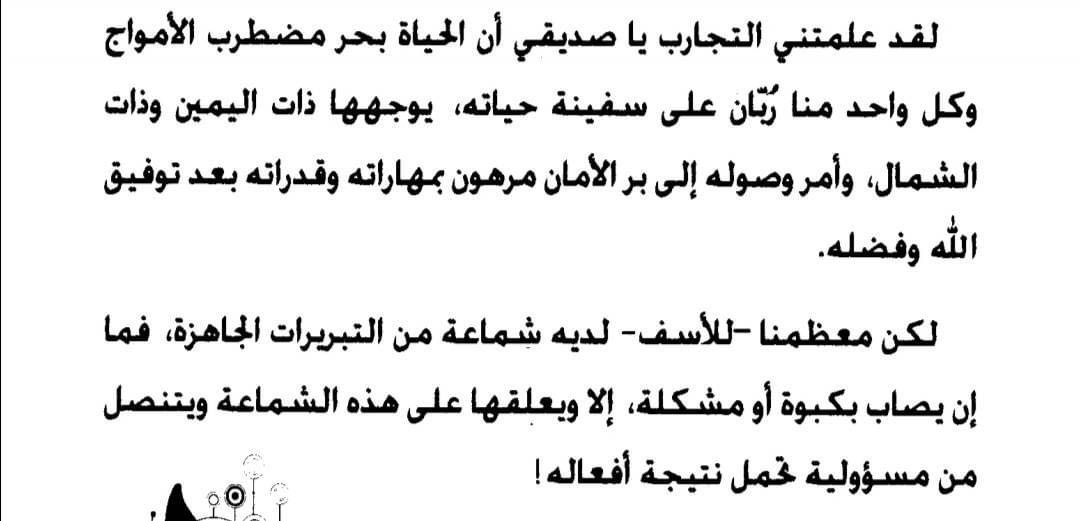 لقد علمتني التجارب يا صديقي أن الحياة بحر مضطرب الأمواج
وكل واحد منا رُبّان على سفينة حياته، يوجهها ذات اليمين وذات
الشمال، وأمر وصوله إلى بر الأمان مرهون بمهاراته وقدراته بعد توفيق
الله وفضله.
لكن معظمنا -للأسف- لديه شماعة من التبريرات الجاهزة، فما
إن يصاب بكبوة أو مشكلة، إلا ويعلقها على هذه الشماعة ويتنصل
من مسؤولية تحمل نتيجة أفعاله!